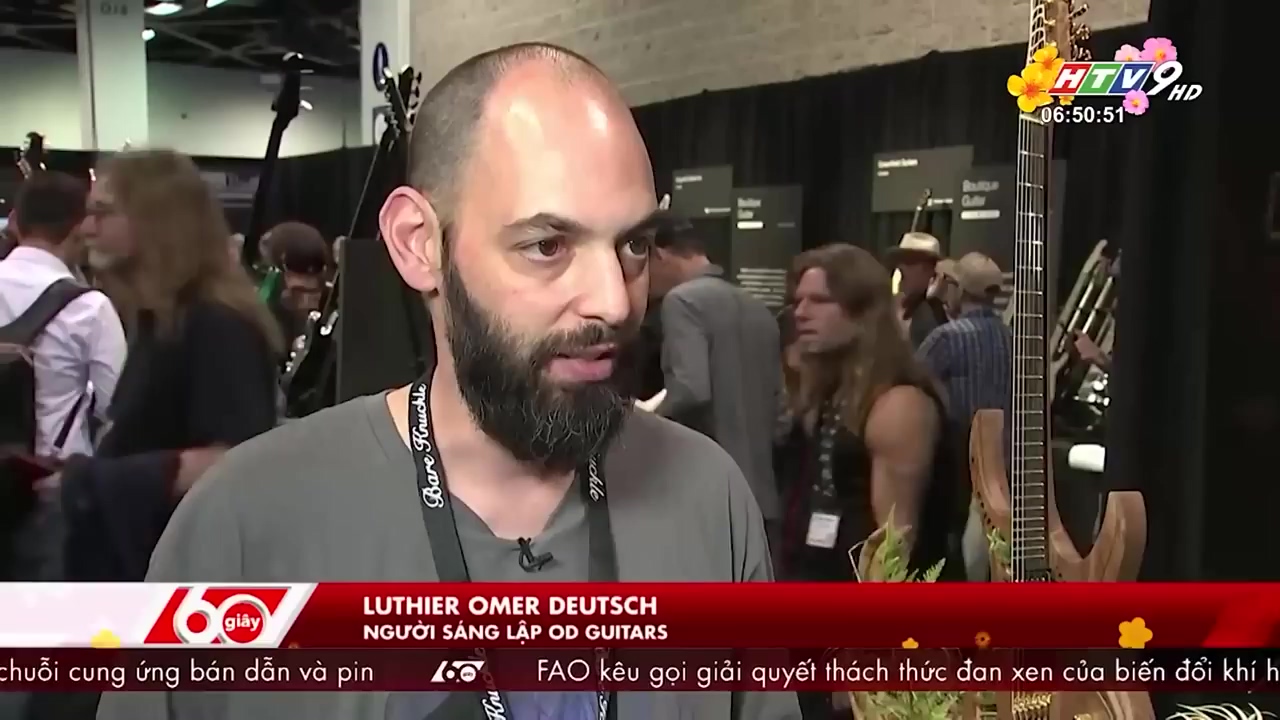 HTV9 HD
06:50:51
Boutique
Guitar
Bare Knuckle
60 giây
LUTHIER OMER DEUTSCH
NGƯỜI SÁNG LẬP OD GUITARS
chuỗi cung ứng bán dẫn và pin 60 giây FAO kêu gọi giải quyết thách thức đan xen của biến đổi khí h